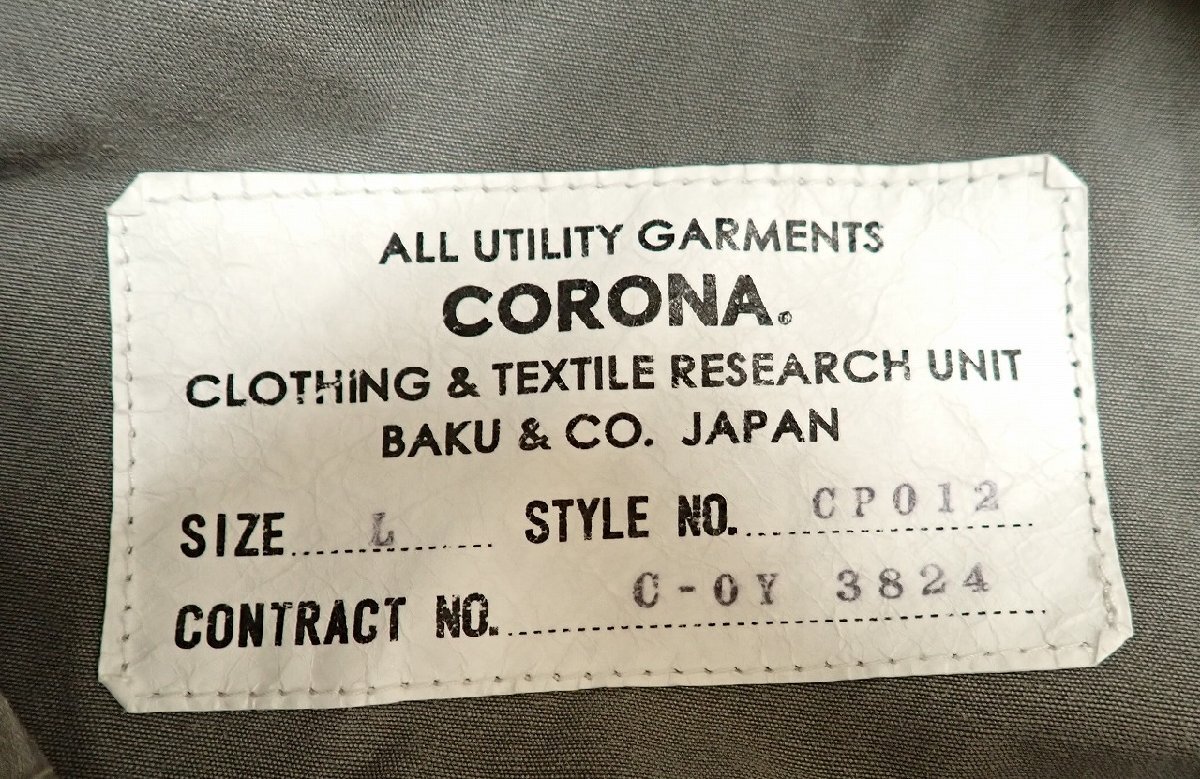 ALL UTILITY GARMENTS
CORONA.®
CLOTHING & TEXTILE RESEARCH UNIT
BAKU & CO. JAPAN
SIZE L STYLE NO. CP012
CONTRACT NO. C-OY 3824